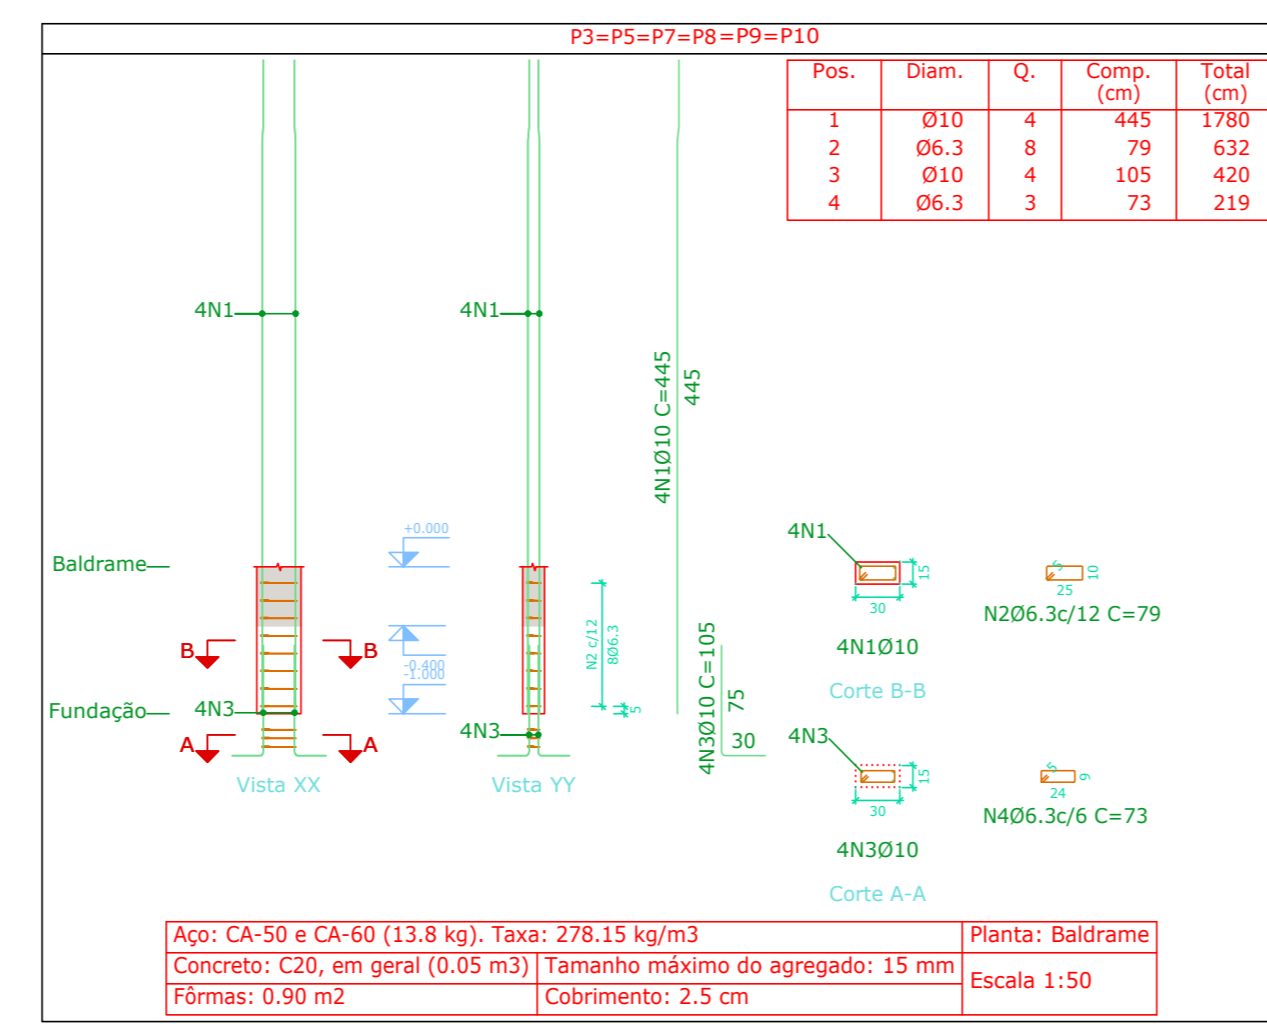 P3=P5=P7=P8=P9=P10
Pos. Diam. Q. Comp. (cm) Total (cm)
1 Ø10 4 445 1780
2 Ø6.3 8 79 632
3 Ø10 4 105 420
4 Ø6.3 3 73 219
4N1
4N1
4N1Ø10 C=445
445
Baldrame
+0.000
-0.400
-1.000
B B
Fundação
4N3
A A
Vista XX
4N3
Vista YY
N2 c/12
8Ø6.3
5
4N3Ø10 C=105
75
30
4N1
15
30
4N1Ø10
Corte B-B
5
10
25
N2Ø6.3c/12 C=79
4N3
15
30
4N3Ø10
Corte A-A
5
9
24
N4Ø6.3c/6 C=73
Aço: CA-50 e CA-60 (13.8 kg). Taxa: 278.15 kg/m3
Planta: Baldrame
Concreto: C20, em geral (0.05 m3)
Tamanho máximo do agregado: 15 mm
Escala 1:50
Fôrmas: 0.90 m2
Cobrimento: 2.5 cm